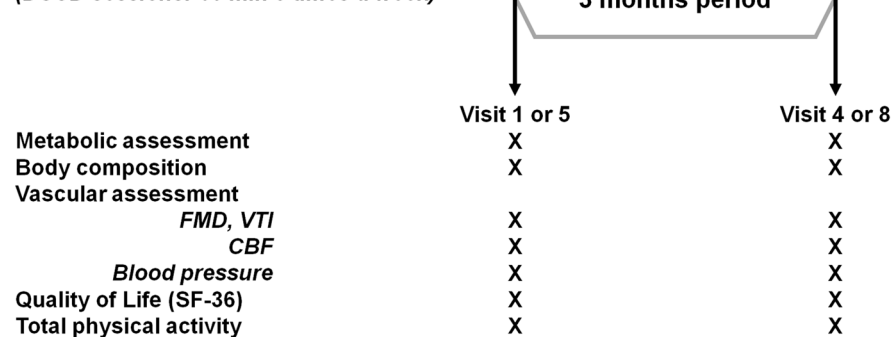 3 months period
Visit 1 or 5 Visit 4 or 8
Metabolic assessment X X
Body composition X X
Vascular assessment
FMD, VTI X X
CBF X X
Blood pressure X X
Quality of Life (SF-36) X X
Total physical activity X X